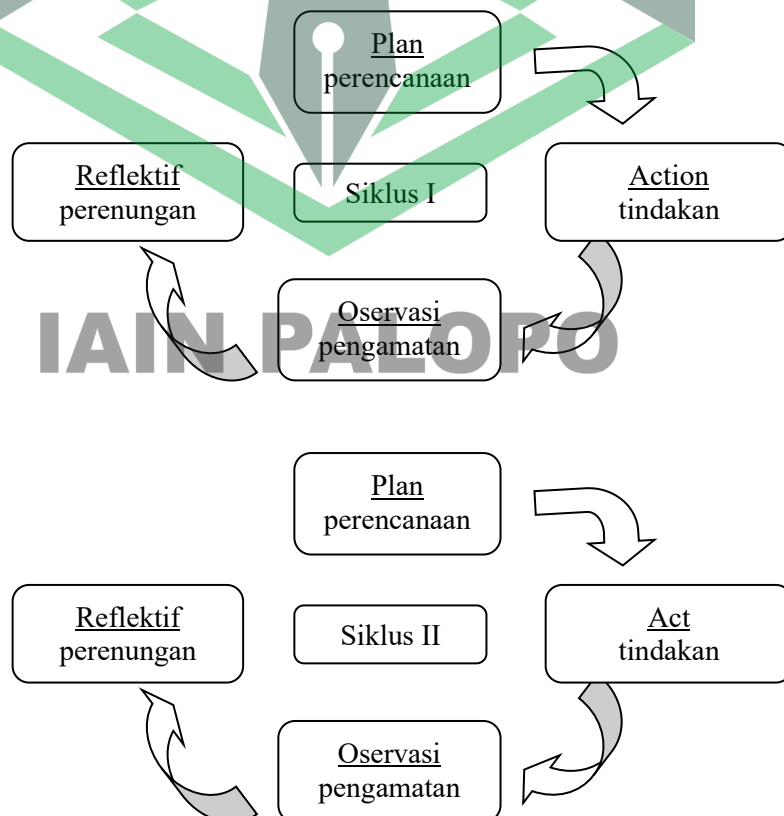 Plan
perencanaan
Reflektif
perenungan
Siklus I
Action
tindakan
Oservasi
pengamatan
IAIN PALOPO
Plan
perencanaan
Reflektif
perenungan
Siklus II
Act
tindakan
Oservasi
pengamatan